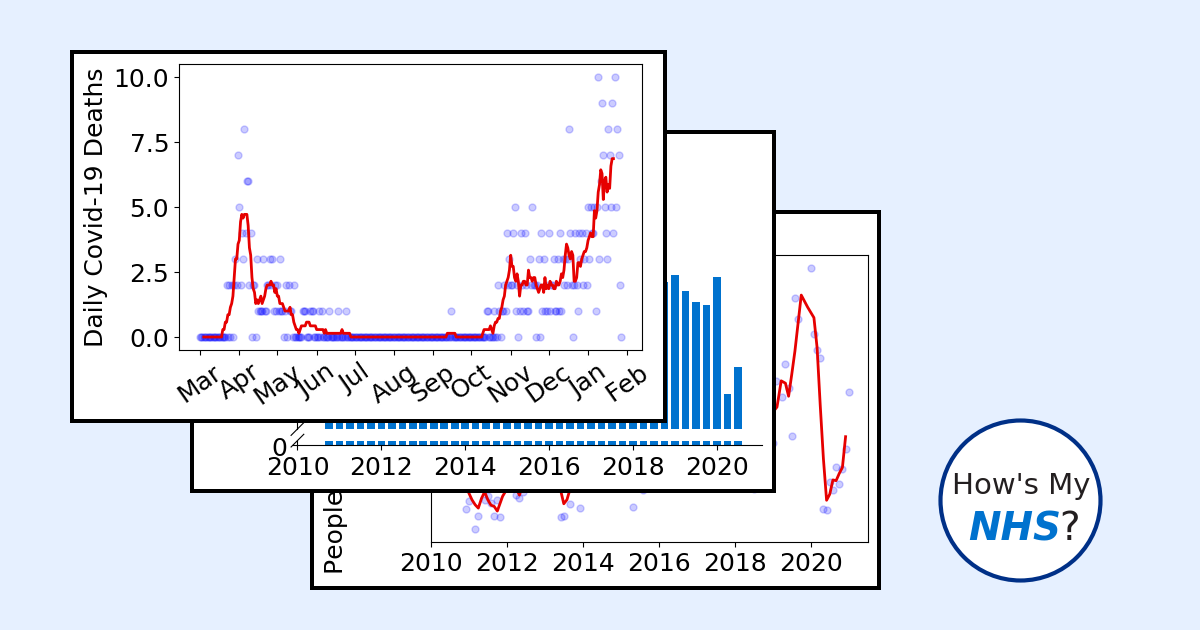 Daily Covid-19 Deaths
10.0
7.5
5.0
2.5
0.0
Mar Apr May Jun Jul Aug Sep Oct Nov Dec Jan Feb
0
2010 2012 2014 2016 2018 2020
People
2010 2012 2014 2016 2018 2020
How's My
NHS?